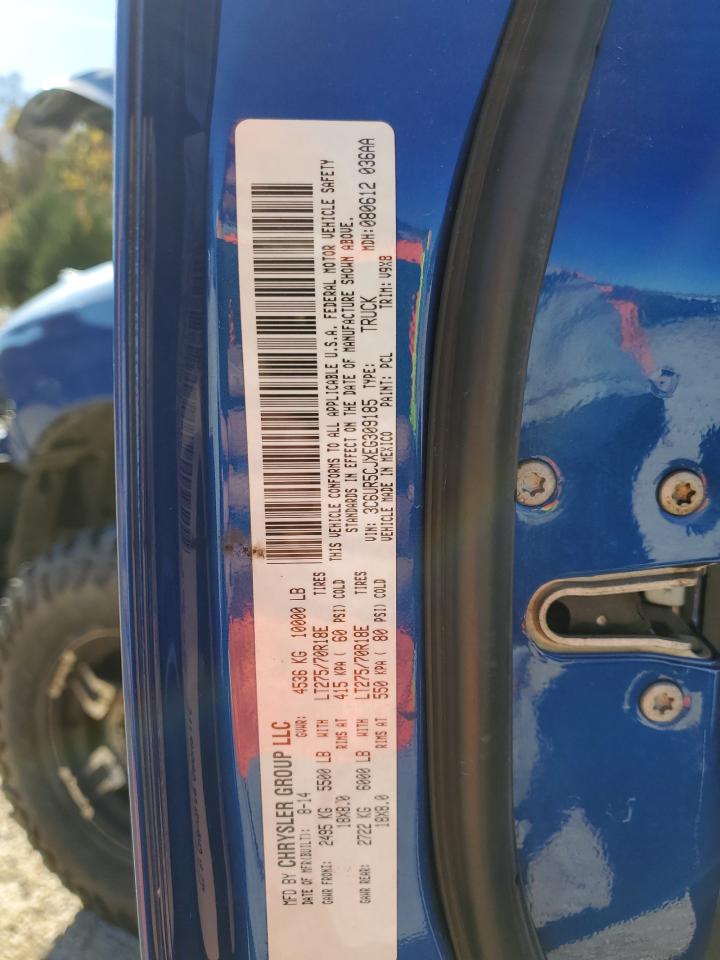 MFD BY CHRYSLER GROUP LLC
DATE OF MFR(BUILT): 8-14 GVWR: 4536 KG 10000 LB
GAWR FRONT: 2495 KG 5500 LB WITH LT275/70R18E TIRES
18X8.0 RIMS AT 415 KPA ( 60 PSI) COLD
GAWR REAR: 2722 KG 6000 LB WITH LT275/70R18E TIRES
18X8.0 RIMS AT 550 KPA ( 80 PSI) COLD
THIS VEHICLE CONFORMS TO ALL APPLICABLE U.S.A. FEDERAL MOTOR VEHICLE SAFETY
STANDARDS IN EFFECT ON THE DATE OF MANUFACTURE SHOWN ABOVE.
VIN: 3C6UR5CJXEG309185 TYPE: TRUCK MDH:080612 036AA
VEHICLE MADE IN MEXICO PAINT: PCL TRIM: V9X8